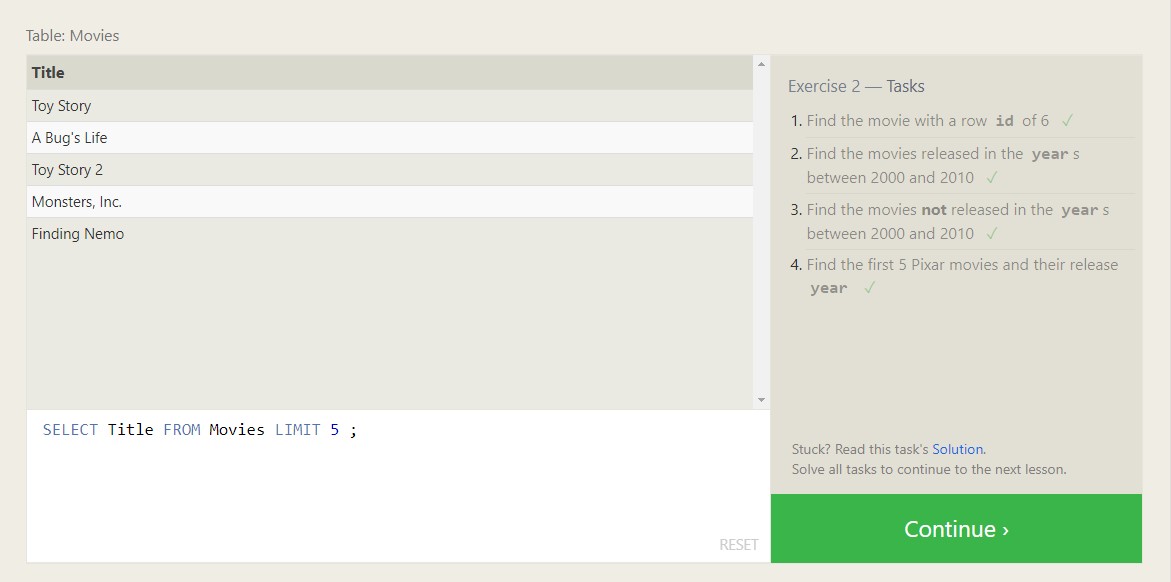 Table: Movies
Title
Toy Story
A Bug's Life
Toy Story 2
Monsters, Inc.
Finding Nemo
SELECT Title FROM Movies LIMIT 5 ;
RESET
Exercise 2 — Tasks
1. Find the movie with a row id of 6 ✓
2. Find the movies released in the year s
between 2000 and 2010 ✓
3. Find the movies not released in the year s
between 2000 and 2010 ✓
4. Find the first 5 Pixar movies and their release
year ✓
Stuck? Read this task's Solution.
Solve all tasks to continue to the next lesson.
Continue ›